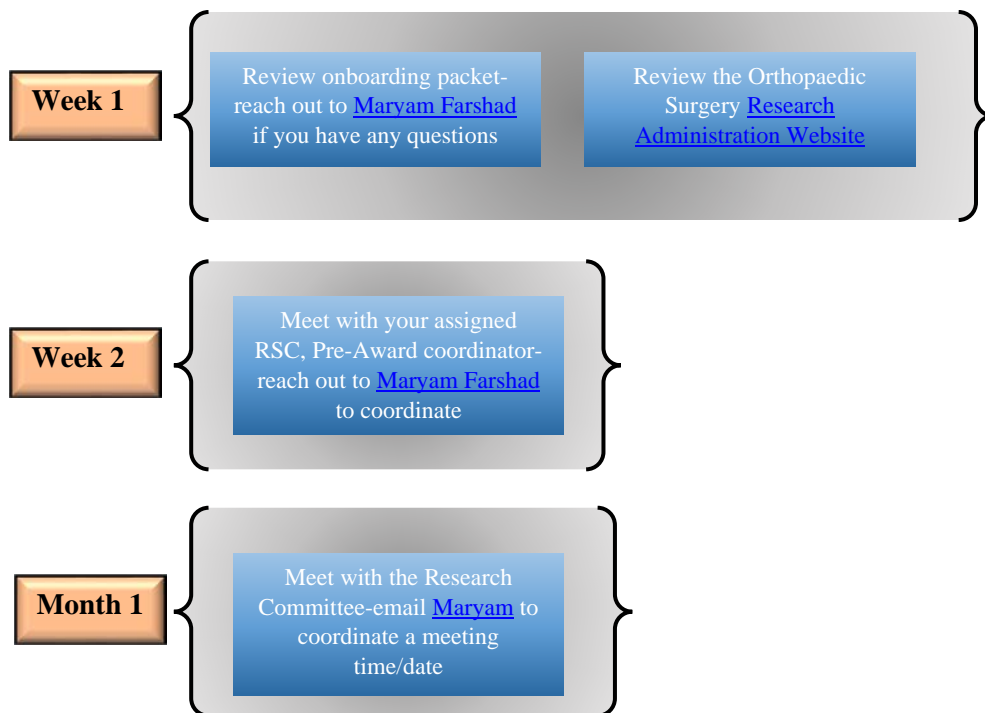 Week 1
Review onboarding packet-
reach out to Maryam Farshad
if you have any questions
Review the Orthopaedic
Surgery Research
Administration Website
Week 2
Meet with your assigned
RSC, Pre-Award coordinator-
reach out to Maryam Farshad
to coordinate
Month 1
Meet with the Research
Committee-email Maryam to
coordinate a meeting
time/date